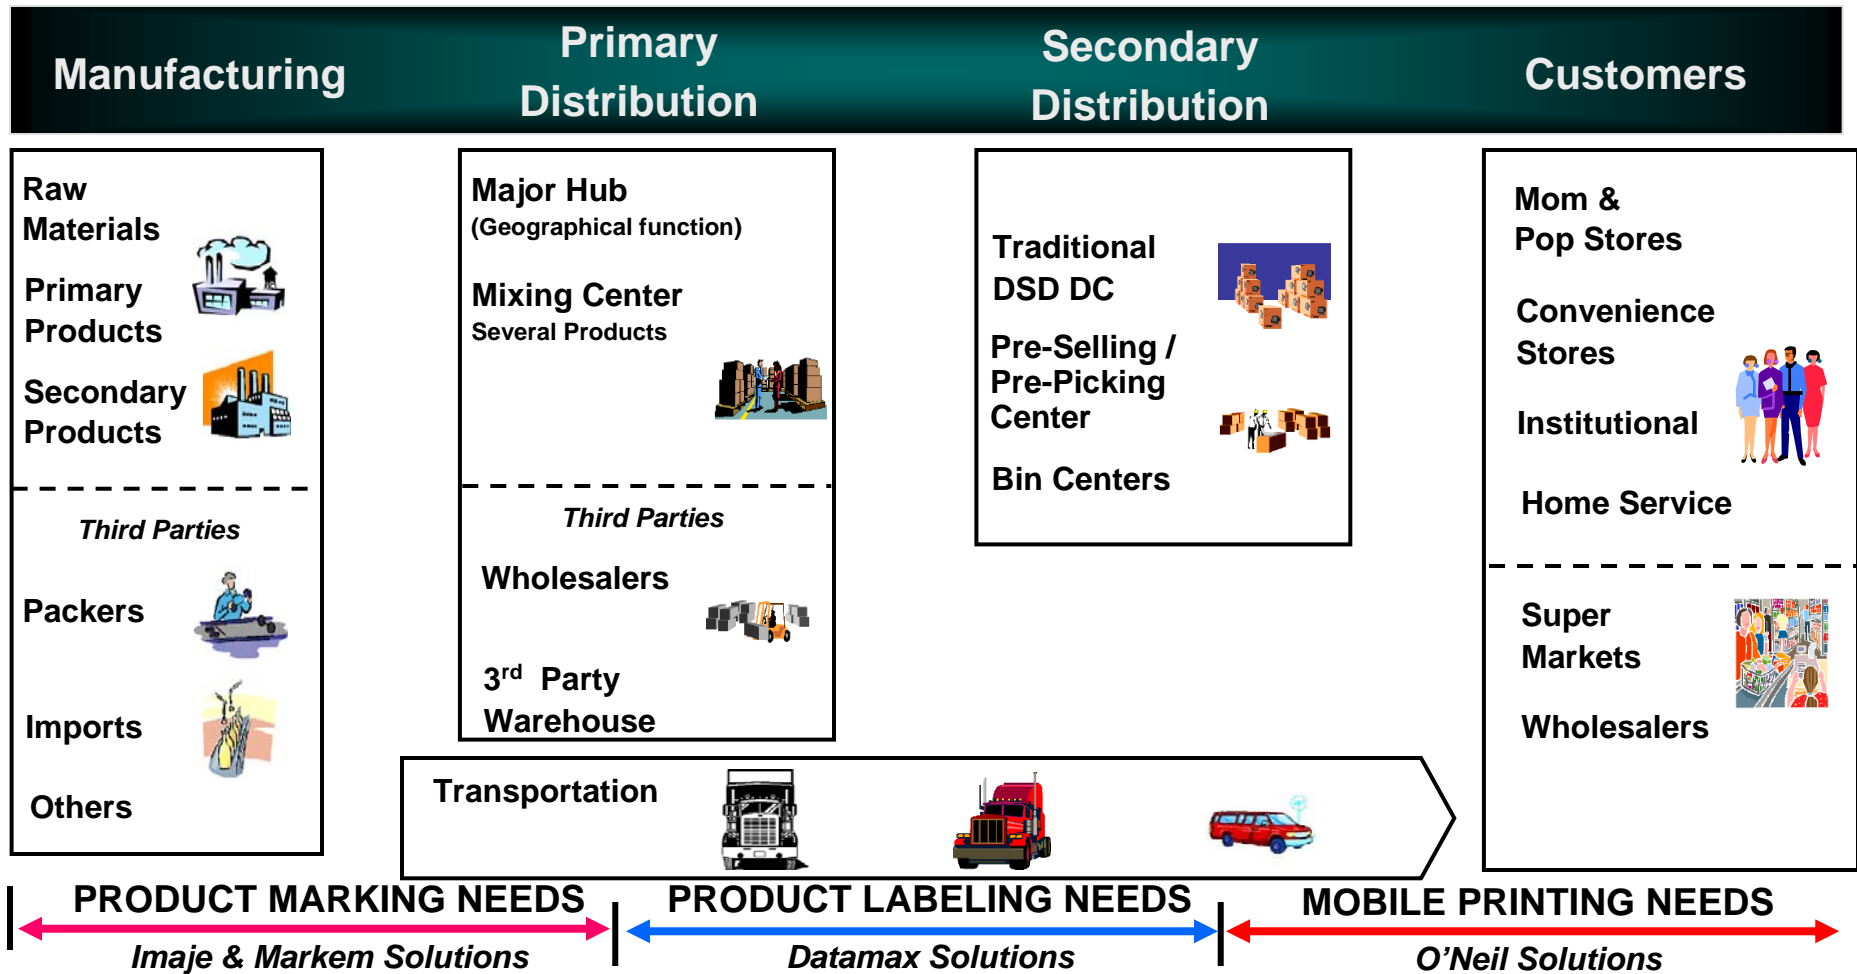 Manufacturing
Primary
Distribution
Secondary
Distribution
Customers
Raw
Materials
Primary
Products
Secondary
Products
Third Parties
Packers
Imports
Others
Major Hub
(Geographical function)
Mixing Center
Several Products
Third Parties
Wholesalers
3rd Party
Warehouse
Traditional
DSD DC
Pre-Selling /
Pre-Picking
Center
Bin Centers
Mom &
Pop Stores
Convenience
Stores
Institutional
Home Service
Super
Markets
Wholesalers
Transportation
PRODUCT MARKING NEEDS
Imaje & Markem Solutions
PRODUCT LABELING NEEDS
Datamax Solutions
MOBILE PRINTING NEEDS
O'Neil Solutions